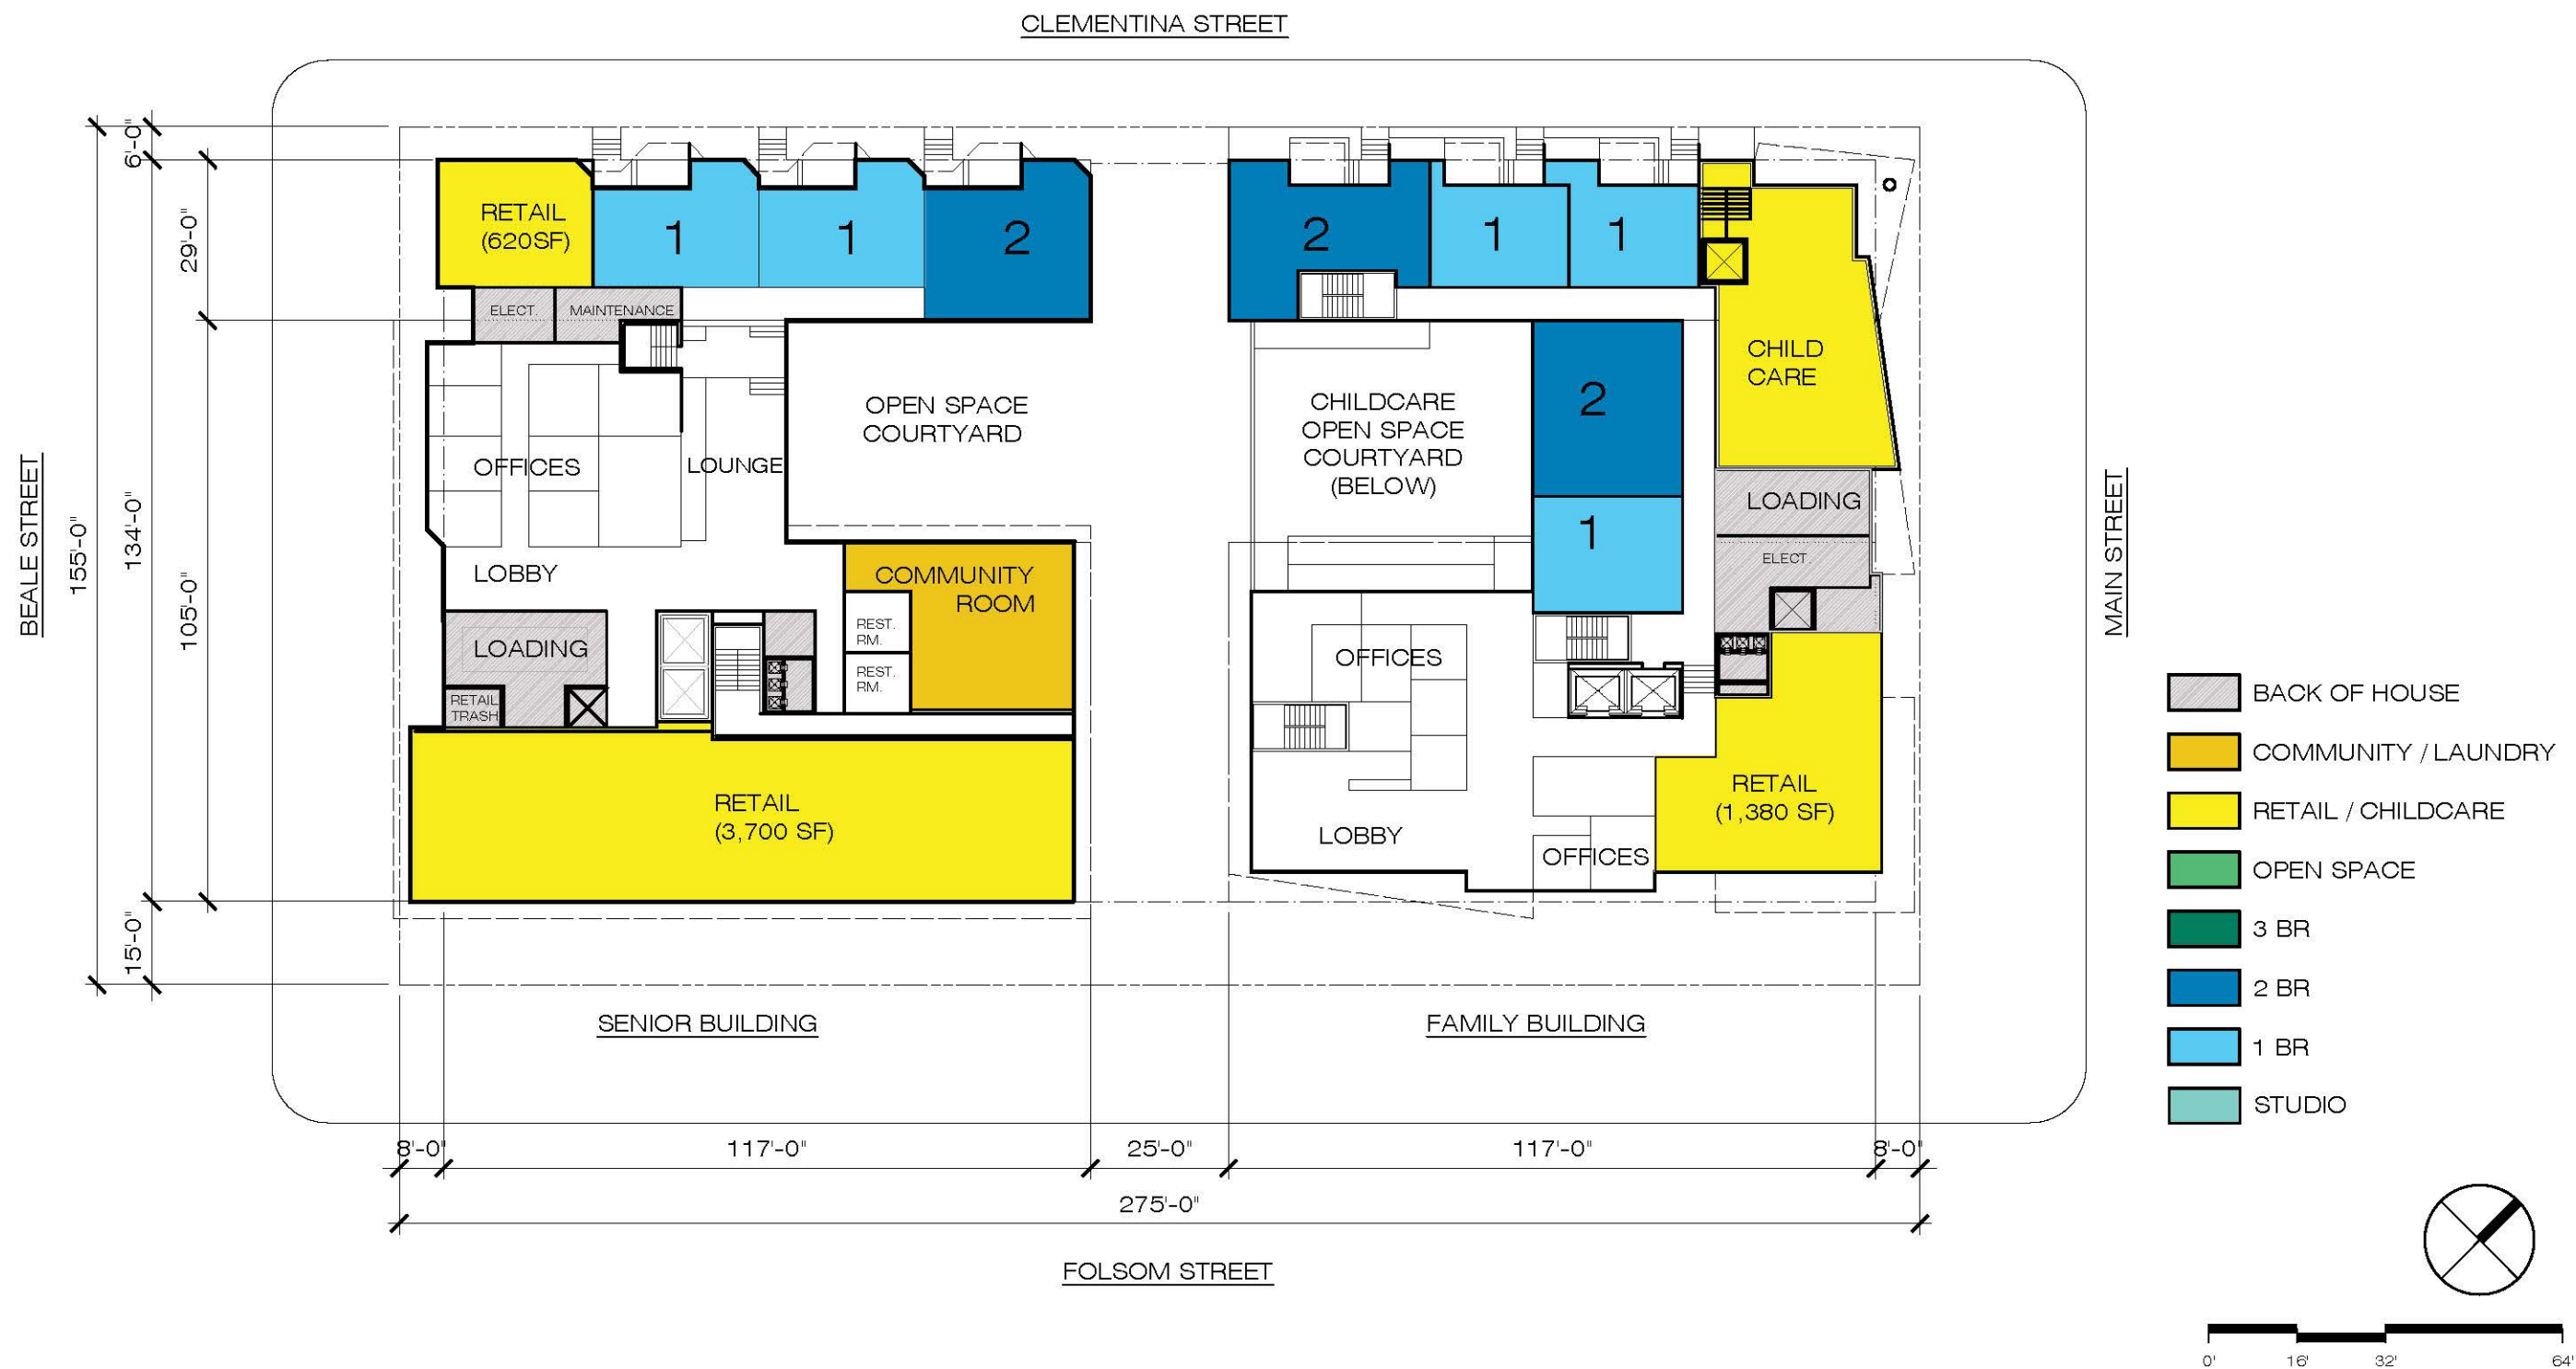 CLEMENTINA STREET
6'-0"
29'-0"
155'-0"
134'-0"
105'-0"
15'-0"
BEALE STREET
MAIN STREET
RETAIL
(620SF)
1
1
2
ELECT.
MAINTENANCE
OFFICES
LOUNGE
OPEN SPACE
COURTYARD
LOBBY
COMMUNITY
ROOM
LOADING
REST.
RM.
REST.
RM.
RETAIL
TRASH
RETAIL
(3,700 SF)
2
1
1
CHILD
CARE
CHILDCARE
OPEN SPACE
COURTYARD
(BELOW)
2
1
LOADING
ELECT.
OFFICES
RETAIL
(1,380 SF)
LOBBY
OFFICES
SENIOR BUILDING
FAMILY BUILDING
8'-0"
117'-0"
25'-0"
117'-0"
8'-0"
275'-0"
FOLSOM STREET
BACK OF HOUSE
COMMUNITY / LAUNDRY
RETAIL / CHILDCARE
OPEN SPACE
3 BR
2 BR
1 BR
STUDIO
0' 16' 32' 64'